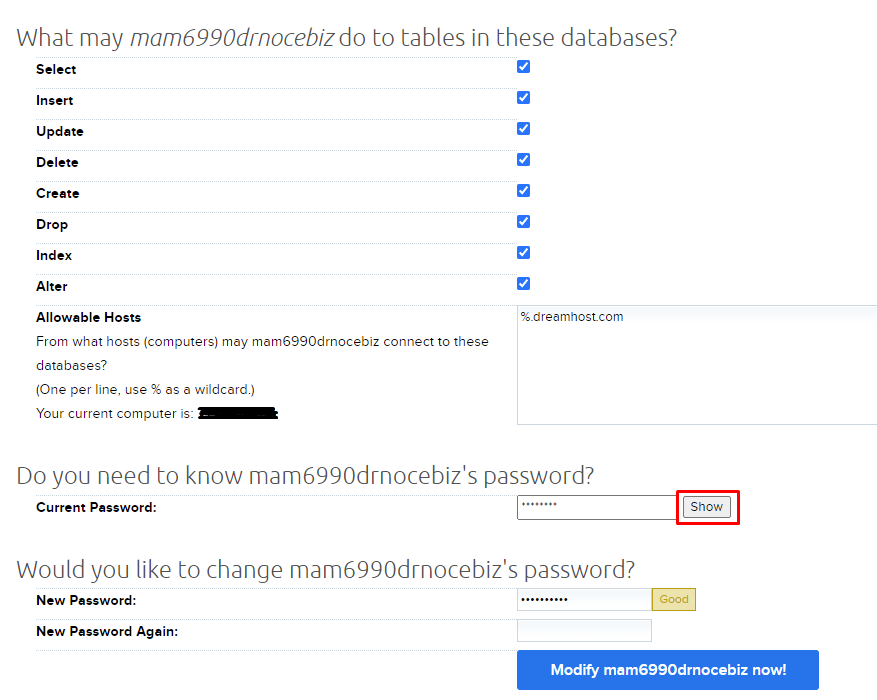 What may mam6990drnocebiz do to tables in these databases?
Select
Insert
Update
Delete
Create
Drop
Index
Alter
Allowable Hosts
%.dreamhost.com
From what hosts (computers) may mam6990drnocebiz connect to these
databases?
(One per line, use % as a wildcard.)
Your current computer is:
Do you need to know mam6990drnocebiz's password?
Current Password: ******** Show
Would you like to change mam6990drnocebiz's password?
New Password: •••••••••• Good
New Password Again:
Modify mam6990drnocebiz now!